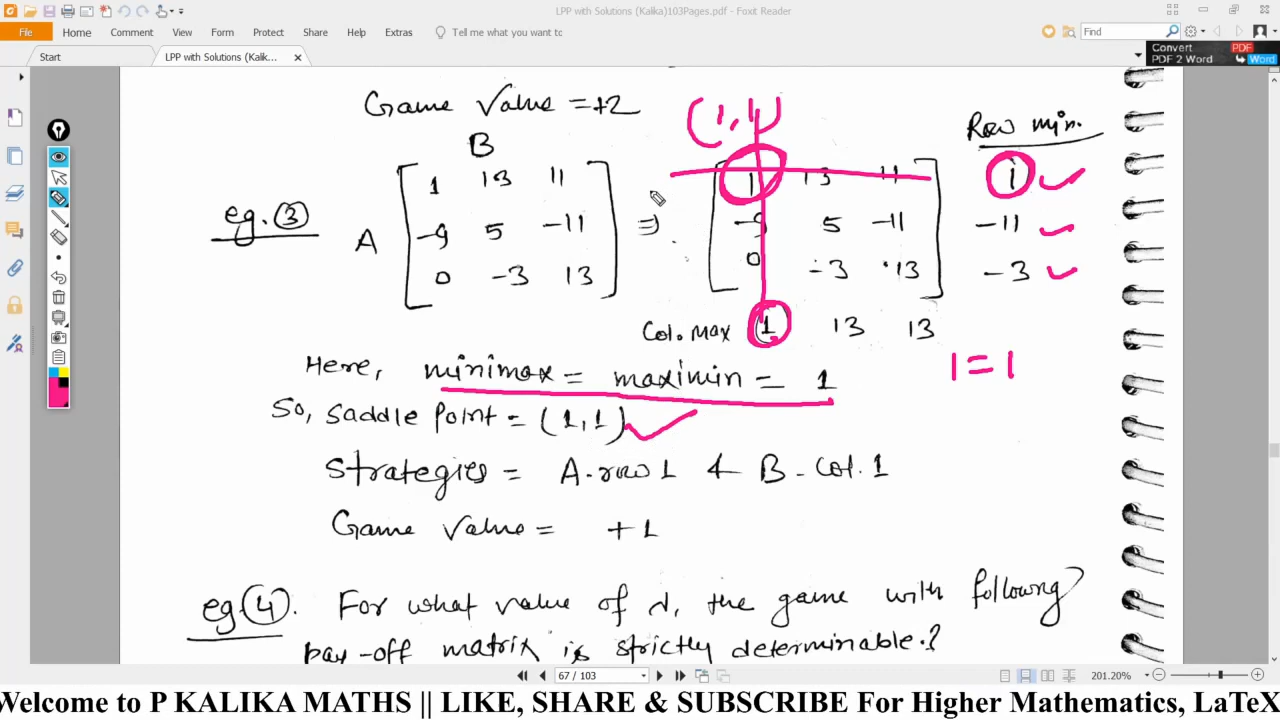 LPP with Solutions (Kalika)103Pages.pdf - Foxit Reader
File Home Comment View Form Protect Share Help Extras Tell me what you want to Find
Start LPP with Solutions (Kalik... Convert PDF
PDF 2 Word Word
Game Value = +2
(1,1)
B
Row min.
eg. (3) A
1 13 11 ⇒ 1 13 11 1
-9 5 -11 -9 5 -11 -11
0 -3 13 0 -3 13 -3
Col. max 1 13 13
Here, minimax = maximin = 1
1=1
So, Saddle Point = (1,1)
Strategies = A-row 1 & B-col. 1
Game Value = +1
eg. (4). For what value of λ, the game with following
pay-off matrix is strictly determinable?
67 / 103 201.20%
Welcome to P KALIKA MATHS || LIKE, SHARE & SUBSCRIBE For Higher Mathematics, LaTeX